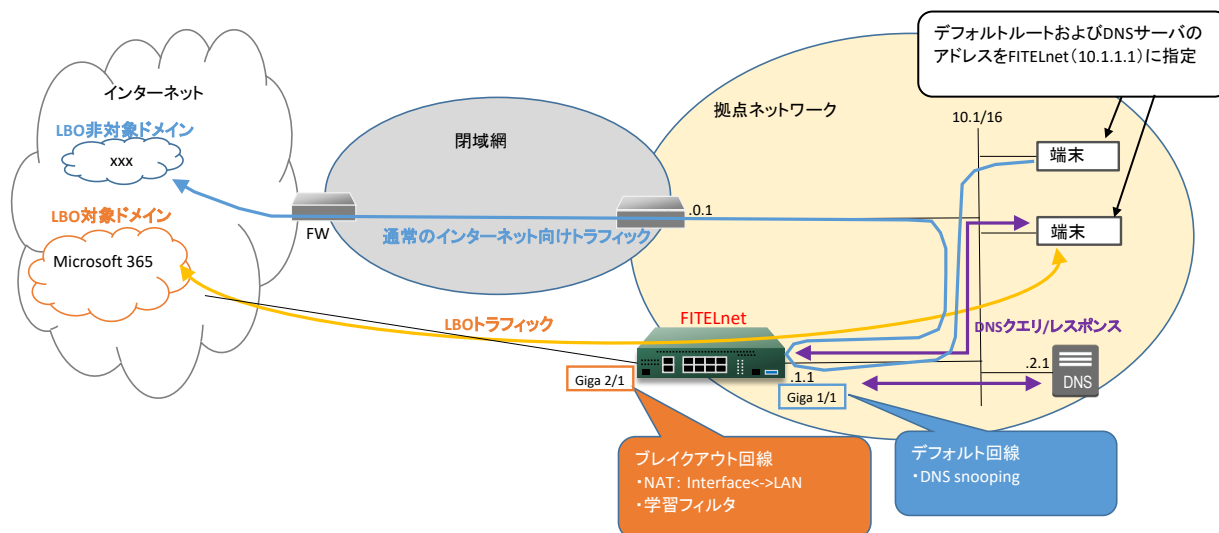 デフォルトルートおよびDNSサーバの
アドレスをFITELnet（10.1.1.1）に指定
インターネット
LBO非対象ドメイン
xxx
LBO対象ドメイン
Microsoft 365
閉域網
FW
通常のインターネット向けトラフィック
.0.1
拠点ネットワーク
10.1/16
端末
端末
LBOトラフィック
FITELnet
DNSクエリ/レスポンス
Giga 2/1
.1.1
Giga 1/1
.2.1
DNS
ブレイクアウト回線
・NAT： Interface<->LAN
・学習フィルタ
デフォルト回線
・DNS snooping